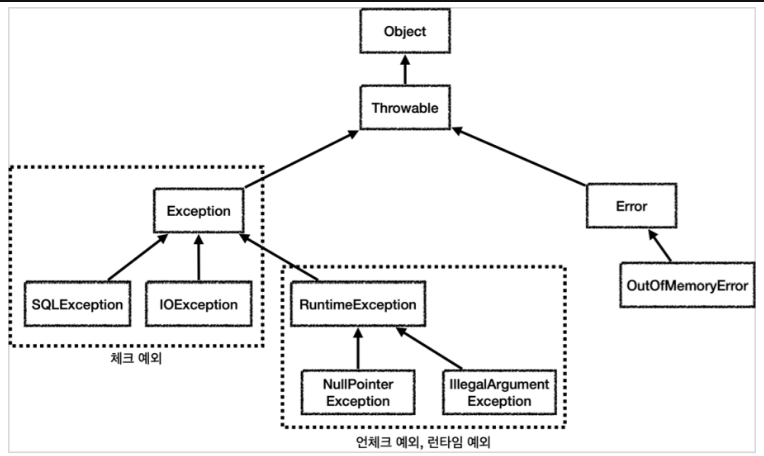 Object
Throwable
Exception
Error
SQLException
IOException
RuntimeException
OutOfMemoryError
체크 예외
NullPointer
Exception
IllegalArgument
Exception
언체크 예외, 런타임 예외